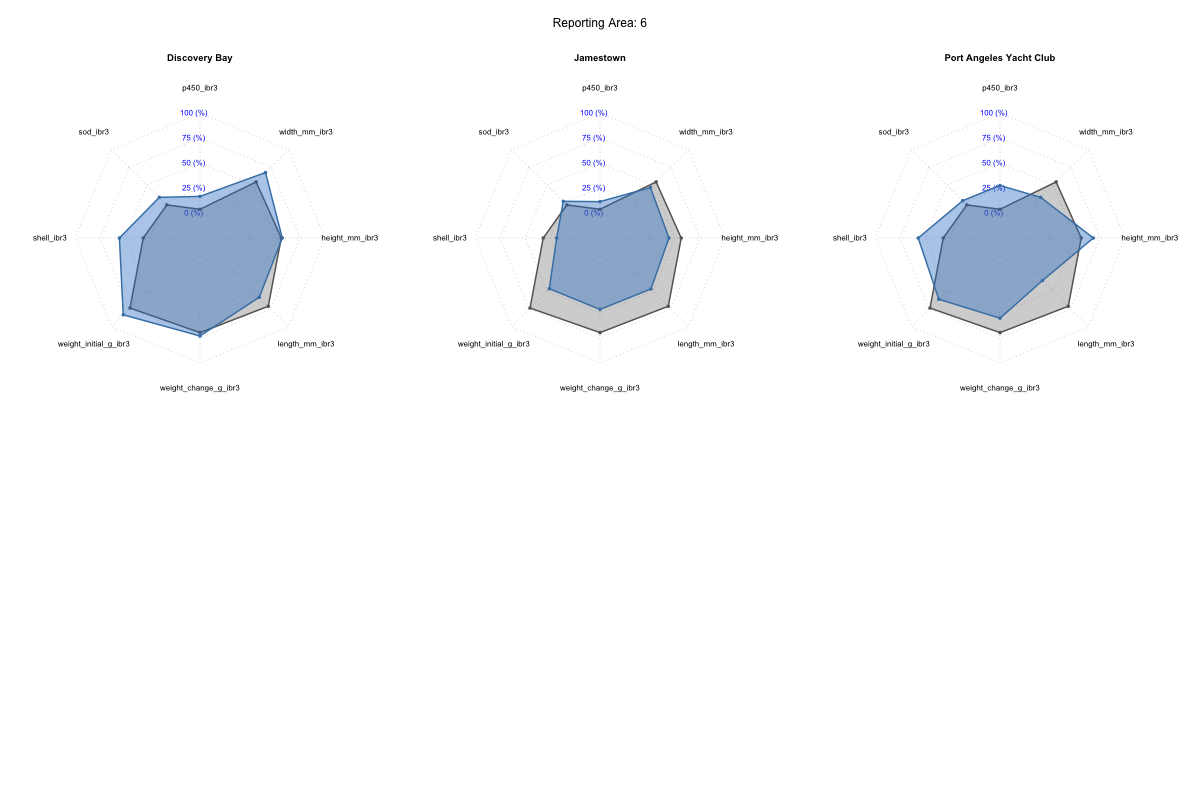 Reporting Area: 6
Discovery Bay
p450_ibr3
100 (%)
75 (%)
50 (%)
25 (%)
0 (%)
sod_ibr3
width_mm_ibr3
shell_ibr3
height_mm_ibr3
weight_initial_g_ibr3
length_mm_ibr3
weight_change_g_ibr3
Jamestown
p450_ibr3
100 (%)
75 (%)
50 (%)
25 (%)
0 (%)
sod_ibr3
width_mm_ibr3
shell_ibr3
height_mm_ibr3
weight_initial_g_ibr3
length_mm_ibr3
weight_change_g_ibr3
Port Angeles Yacht Club
p450_ibr3
100 (%)
75 (%)
50 (%)
25 (%)
0 (%)
sod_ibr3
width_mm_ibr3
shell_ibr3
height_mm_ibr3
weight_initial_g_ibr3
length_mm_ibr3
weight_change_g_ibr3